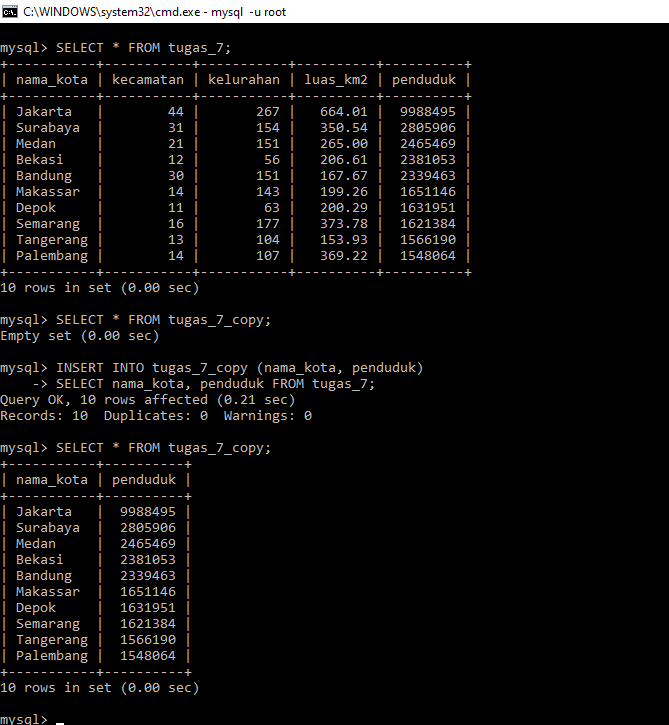 C:\WINDOWS\system32\cmd.exe - mysql  -u root
mysql> SELECT * FROM tugas_7;
+-----------+-----------+-----------+----------+----------+
| nama_kota | kecamatan | kelurahan | luas_km2 | penduduk |
+-----------+-----------+-----------+----------+----------+
| Jakarta   |        44 |       267 |   664.01 |  9988495 |
| Surabaya  |        31 |       154 |   350.54 |  2805906 |
| Medan     |        21 |       151 |   265.00 |  2465469 |
| Bekasi    |        12 |        56 |   206.61 |  2381053 |
| Bandung   |        30 |       151 |   167.67 |  2339463 |
| Makassar  |        14 |       143 |   199.26 |  1651146 |
| Depok     |        11 |        63 |   200.29 |  1631951 |
| Semarang  |        16 |       177 |   373.78 |  1621384 |
| Tangerang |        13 |       104 |   153.93 |  1566190 |
| Palembang |        14 |       107 |   369.22 |  1548064 |
+-----------+-----------+-----------+----------+----------+
10 rows in set (0.00 sec)
mysql> SELECT * FROM tugas_7_copy;
Empty set (0.00 sec)
mysql> INSERT INTO tugas_7_copy (nama_kota, penduduk)
    -> SELECT nama_kota, penduduk FROM tugas_7;
Query OK, 10 rows affected (0.21 sec)
Records: 10  Duplicates: 0  Warnings: 0
mysql> SELECT * FROM tugas_7_copy;
+-----------+----------+
| nama_kota | penduduk |
+-----------+----------+
| Jakarta   |  9988495 |
| Surabaya  |  2805906 |
| Medan     |  2465469 |
| Bekasi    |  2381053 |
| Bandung   |  2339463 |
| Makassar  |  1651146 |
| Depok     |  1631951 |
| Semarang  |  1621384 |
| Tangerang |  1566190 |
| Palembang |  1548064 |
+-----------+----------+
10 rows in set (0.00 sec)
mysql> _